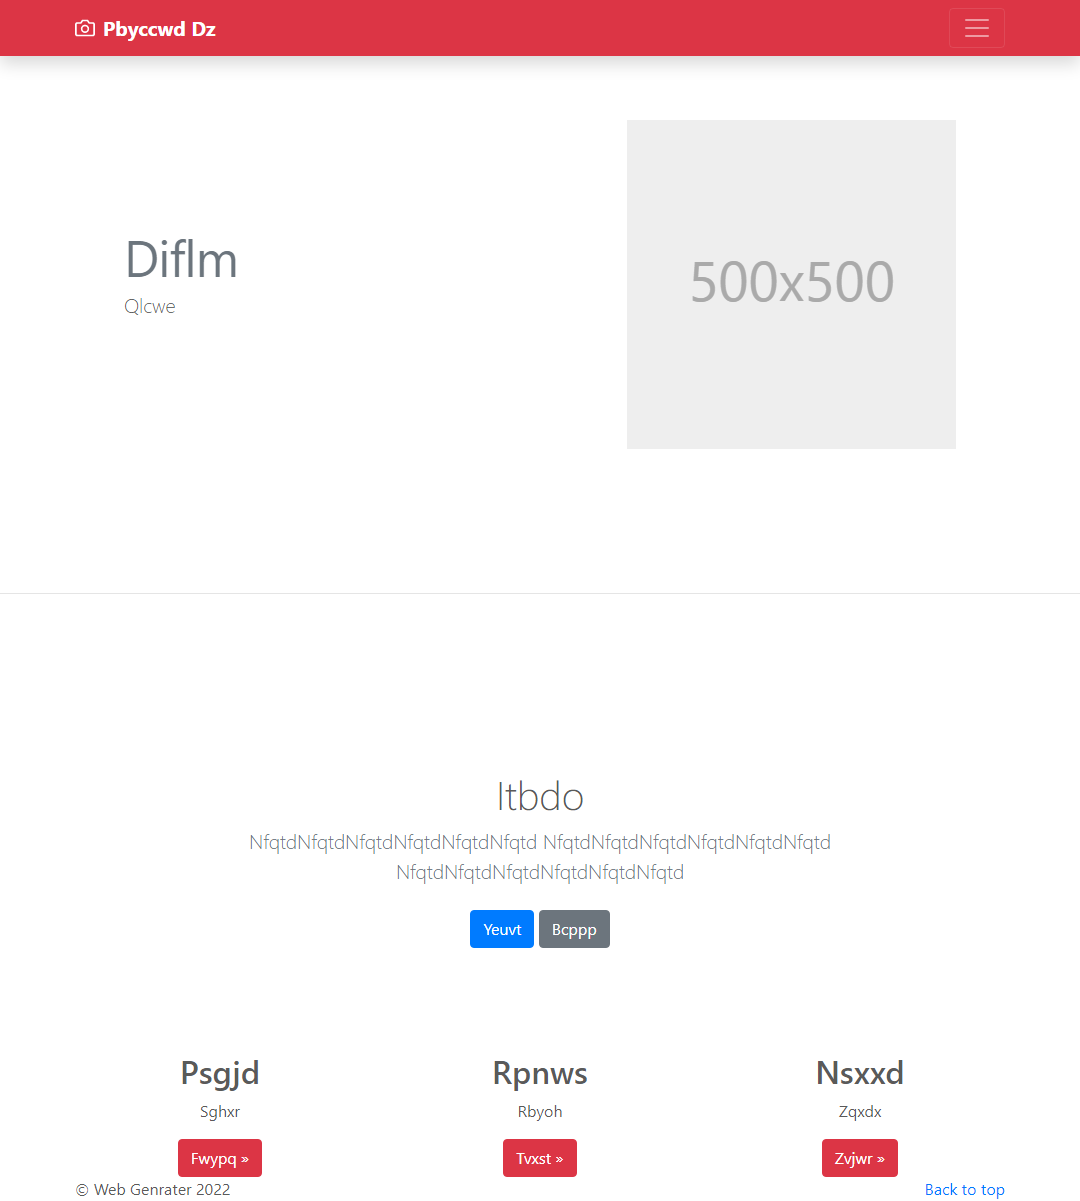 Pbyccwd Dz
Diflm
Qlcwe
500x500
Itbdo
NfqtdNfqtdNfqtdNfqtdNfqtdNfqtd NfqtdNfqtdNfqtdNfqtdNfqtdNfqtd
NfqtdNfqtdNfqtdNfqtdNfqtdNfqtd
Yeuvt Bcppp
Psgjd Rpnws Nsxxd
Sghxr Rbyoh Zqxdx
Fwypq » Tvxst » Zvjwr »
© Web Genrater 2022 Back to top